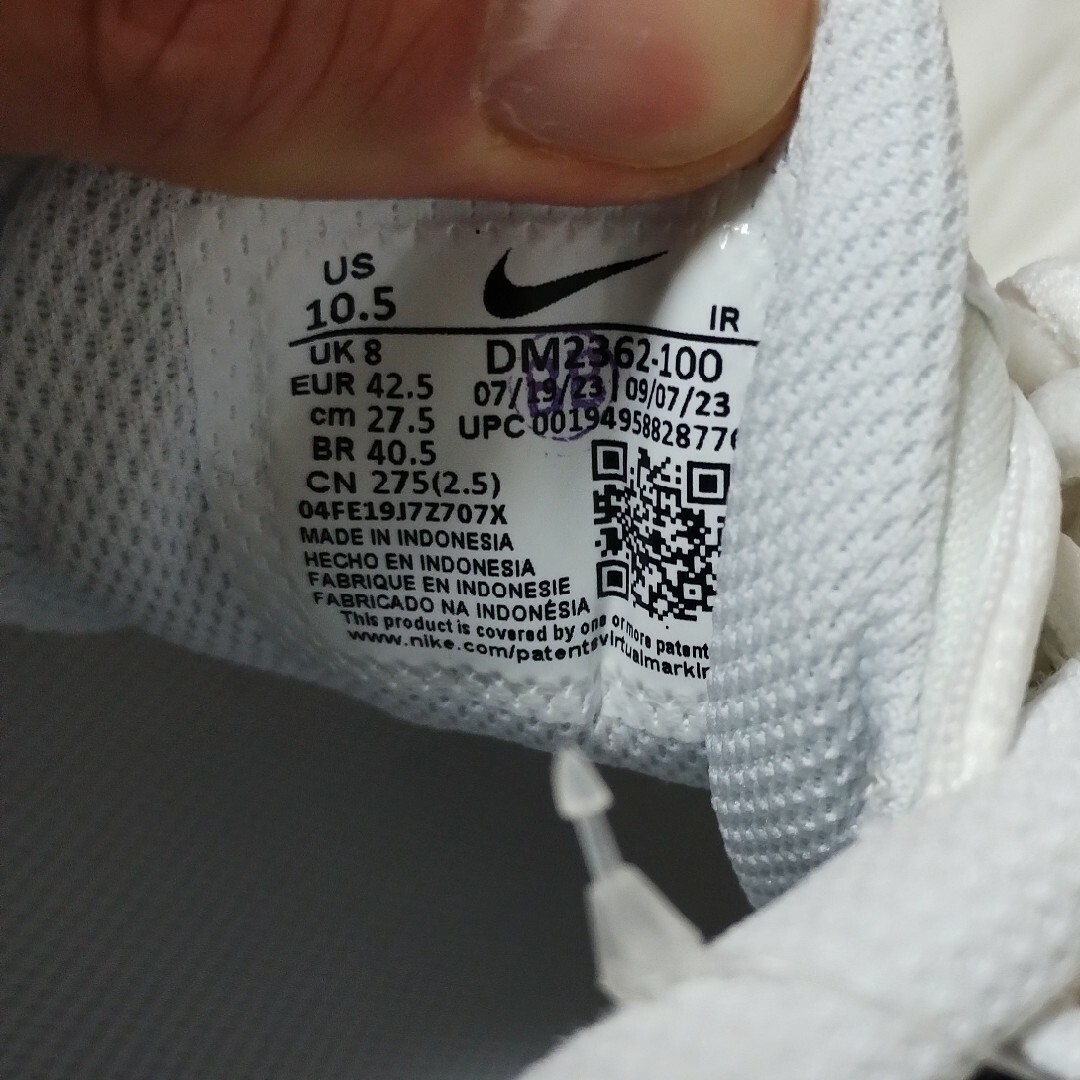 US
10.5
IR
UK 8
EUR 42.5
cm 27.5
BR 40.5
CN 275(2.5)
DM2362-100
07/19/23 09/07/23
UPC 00194958828776
04FE19J7Z707X
MADE IN INDONESIA
HECHO EN INDONESIA
FABRIQUE EN INDONESIE
FABRICADO NA INDONÉSIA
This product is covered by one or more patent
www.nike.com/patentsvirtualmarkin